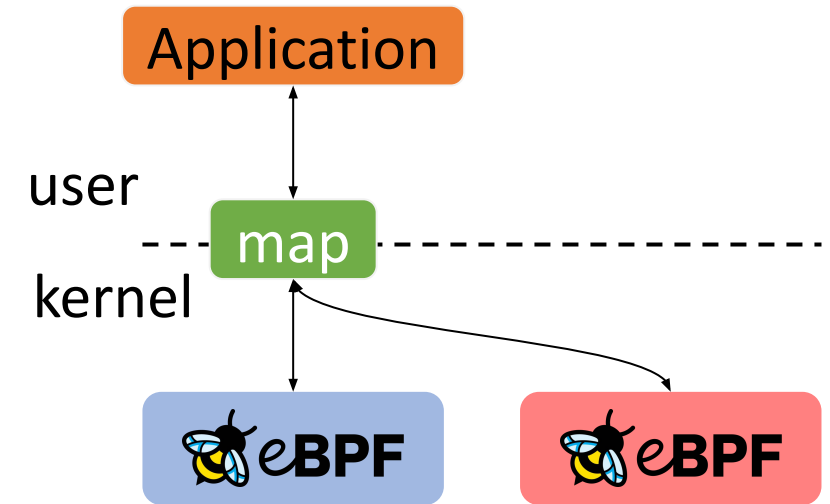 Application
user
map
kernel
eBPF
eBPF